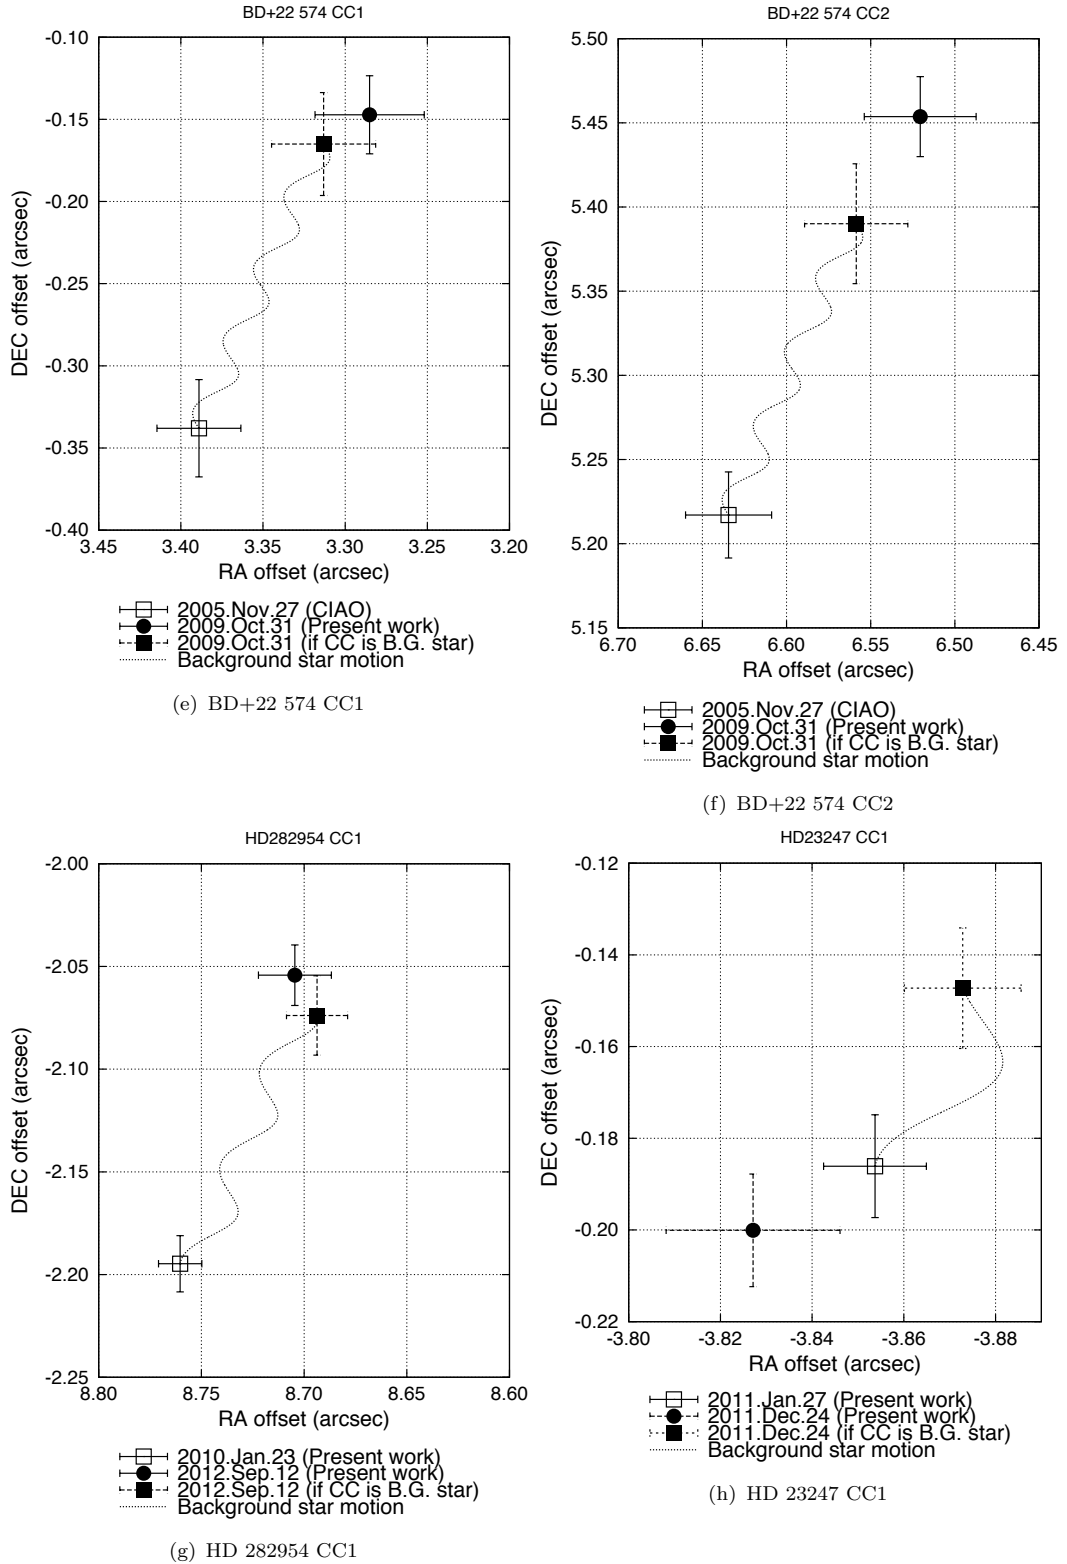 BD+22 574 CC1
-0.10
-0.15
-0.20
-0.25
-0.30
-0.35
-0.40
DEC offset (arcsec)
3.45 3.40 3.35 3.30 3.25 3.20
RA offset (arcsec)
2005.Nov.27 (CIAO)
2009.Oct.31 (Present work)
2009.Oct.31 (if CC is B.G. star)
Background star motion
(e) BD+22 574 CC1
BD+22 574 CC2
5.50
5.45
5.40
5.35
5.30
5.25
5.20
5.15
DEC offset (arcsec)
6.70 6.65 6.60 6.55 6.50 6.45
RA offset (arcsec)
2005.Nov.27 (CIAO)
2009.Oct.31 (Present work)
2009.Oct.31 (if CC is B.G. star)
Background star motion
(f) BD+22 574 CC2
HD282954 CC1
-2.00
-2.05
-2.10
-2.15
-2.20
-2.25
DEC offset (arcsec)
8.80 8.75 8.70 8.65 8.60
RA offset (arcsec)
2010.Jan.23 (Present work)
2012.Sep.12 (Present work)
2012.Sep.12 (if CC is B.G. star)
Background star motion
(g) HD 282954 CC1
HD23247 CC1
-0.12
-0.14
-0.16
-0.18
-0.20
-0.22
DEC offset (arcsec)
-3.80 -3.82 -3.84 -3.86 -3.88
RA offset (arcsec)
2011.Jan.27 (Present work)
2011.Dec.24 (Present work)
2011.Dec.24 (if CC is B.G. star)
Background star motion
(h) HD 23247 CC1